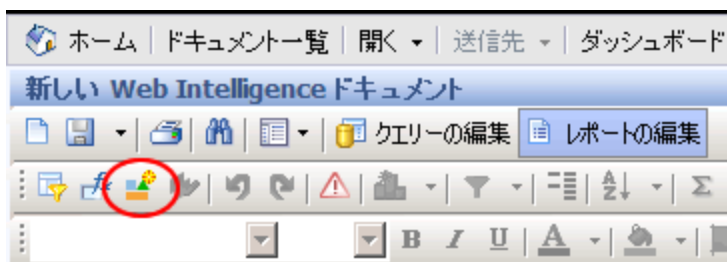 ホーム ドキュメント一覧 開く 送信先 ダッシュボード
新しい Web Intelligence ドキュメント
クエリーの編集 レポートの編集
B I U A